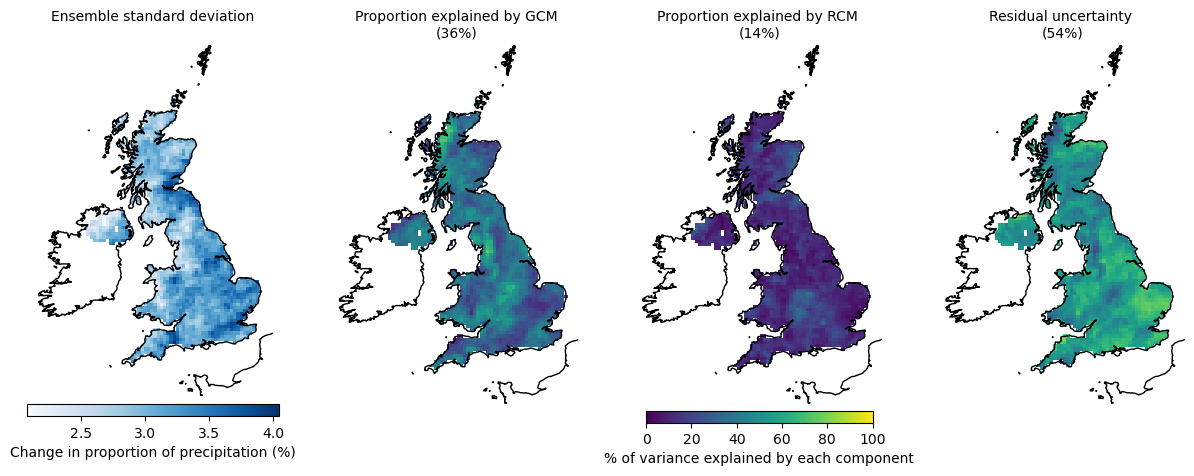 Ensemble standard deviation
Proportion explained by GCM
(36%)
Proportion explained by RCM
(14%)
Residual uncertainty
(54%)
2.5 3.0 3.5 4.0
Change in proportion of precipitation (%)
0 20 40 60 80 100
% of variance explained by each component